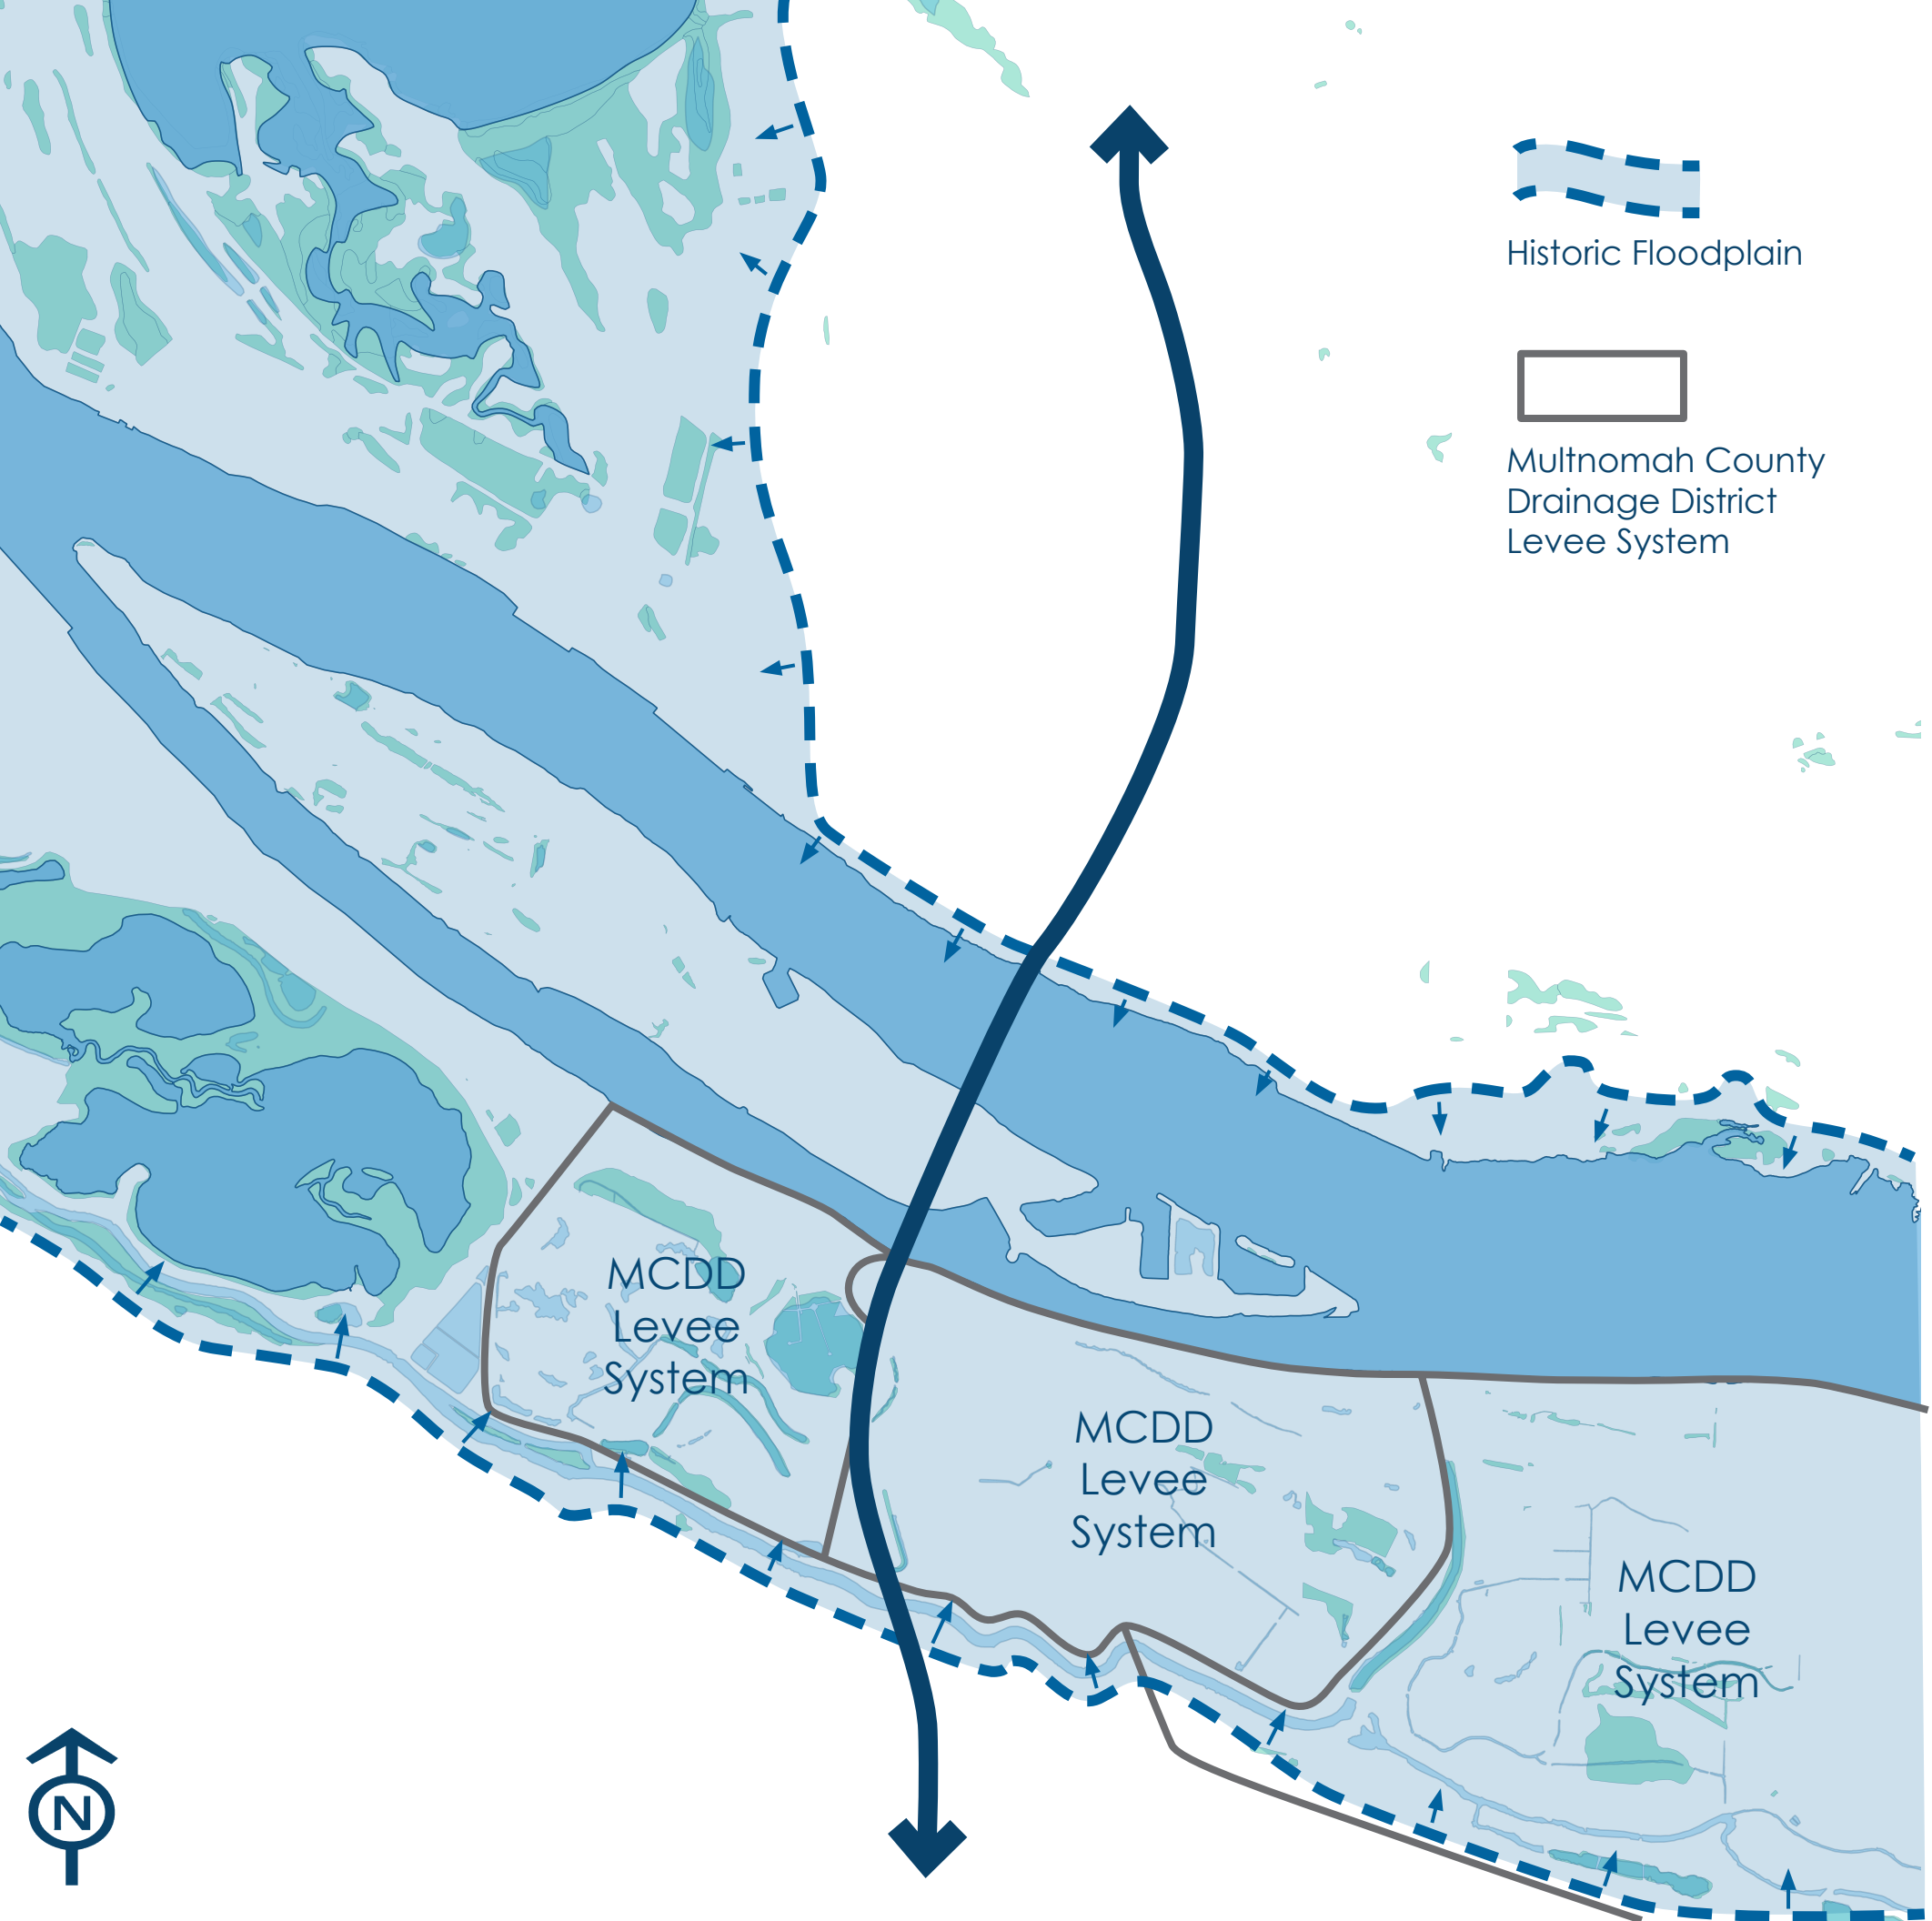 Historic Floodplain
Multnomah County
Drainage District
Levee System
MCDD
Levee
System
MCDD
Levee
System
MCDD
Levee
System
N